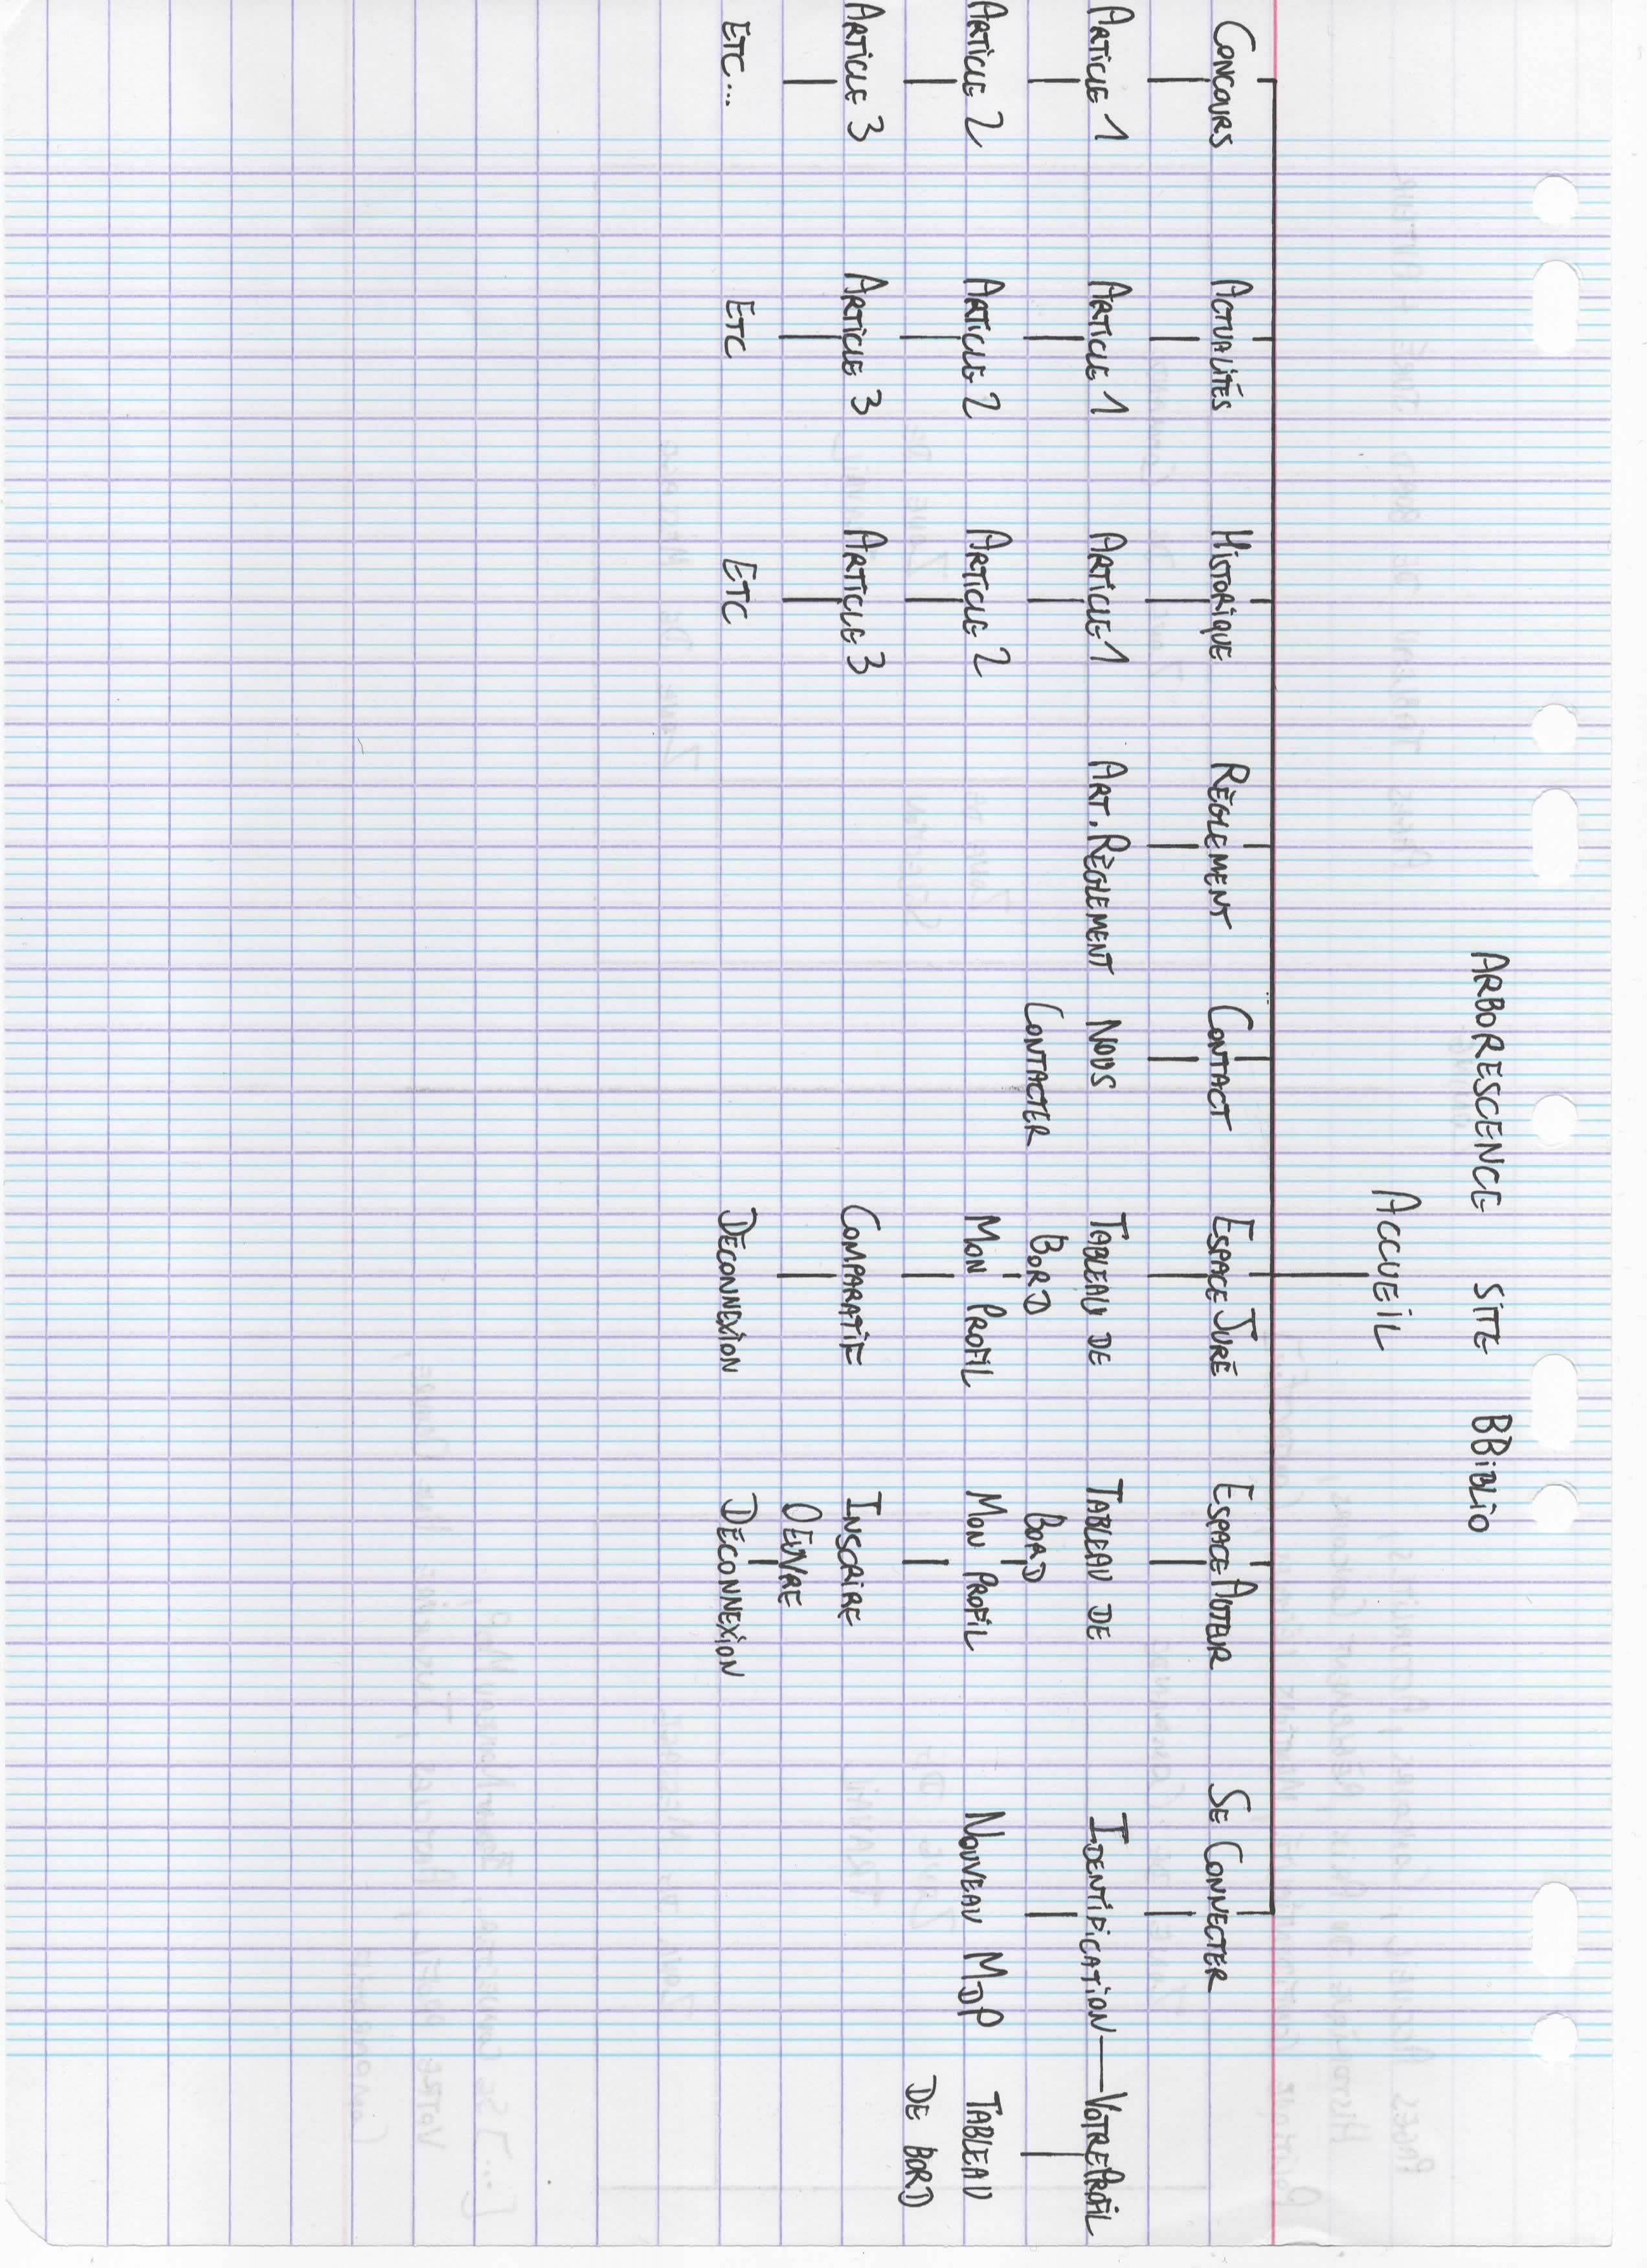 ARBORESCENCE SITE BBiBLiO
ACCUEiL
CONCOURS ACTUALiTÉS HiSTORiQUE RÈGLEMENT CONTACT ESPACE JURÉ ESPACE AUTEUR SE CONNECTER
ARTiCLE 1 ARTiCLE 1 ARTiCLE 1 ART. RÈGLEMENT NOUS TABLEAU DE TABLEAU DE IDENTiFiCATiON VOTRE PROFiL
CONTACTER BORD BORD
ARTiCLE 2 ARTiCLE 2 ARTiCLE 2 MON PROFiL MON PROFiL NOUVEAU MDP TABLEAU
DE BORD
ARTiCLE 3 ARTiCLE 3 ARTiCLE 3 COMPARATiF INSCRiRE
OEUVRE
ETC... ETC ETC DÉCONNEXiON DÉCONNEXiON